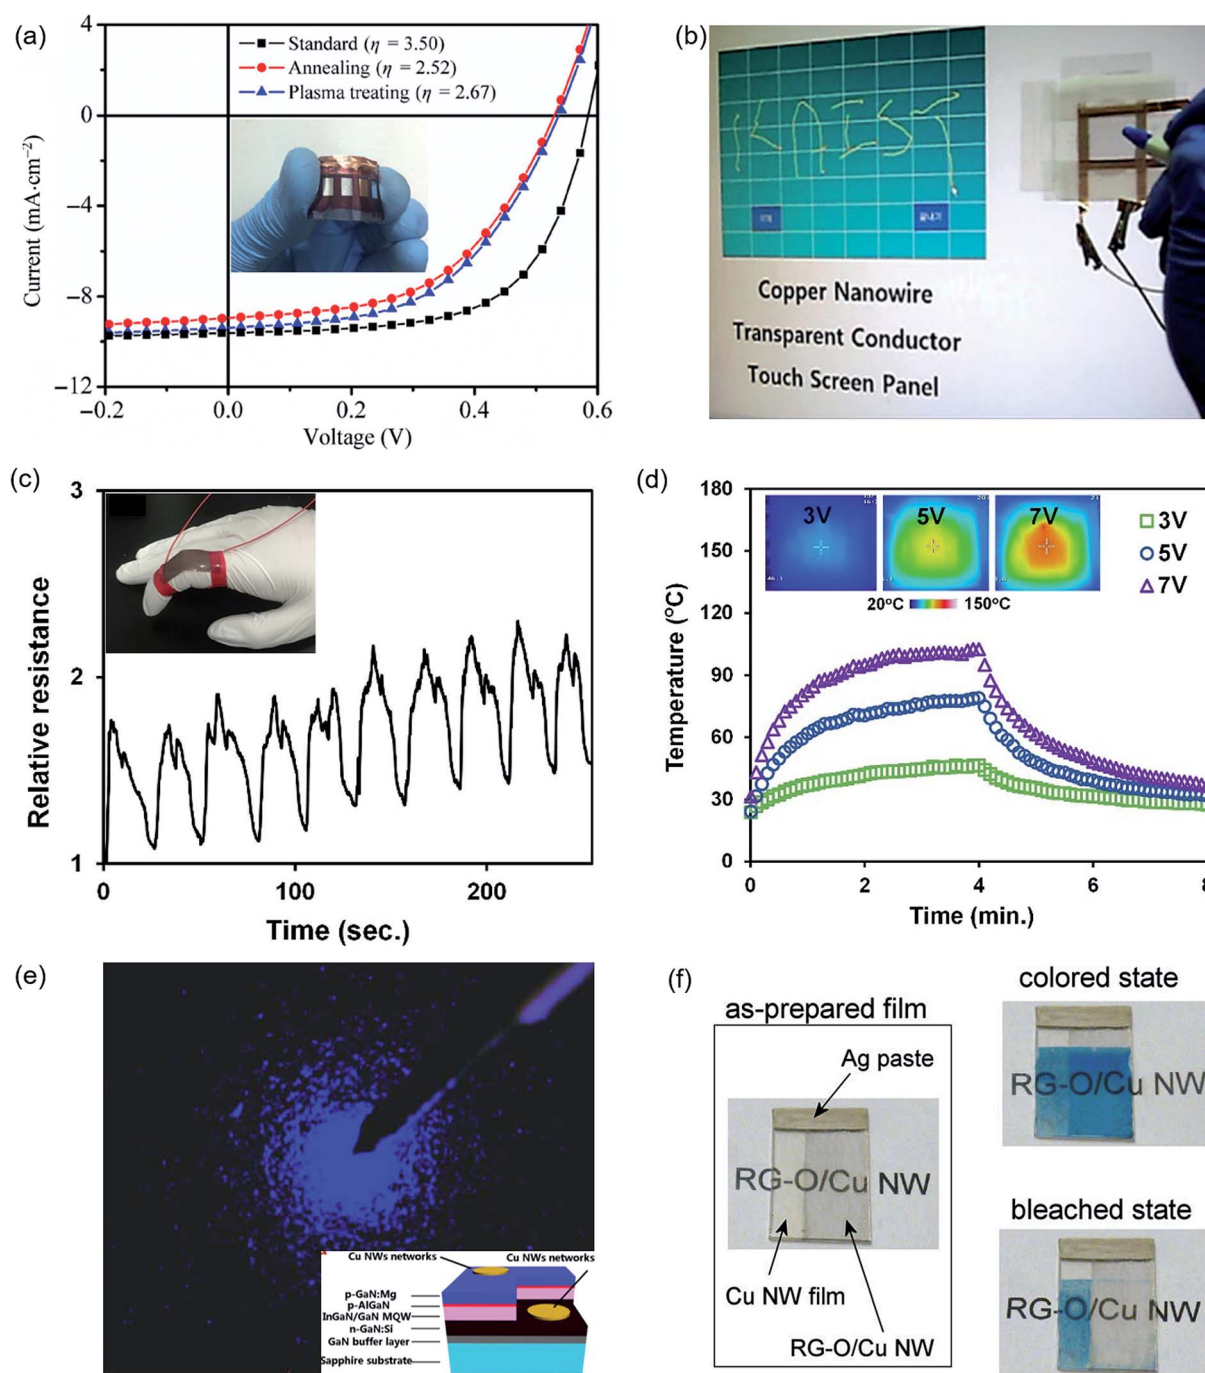 (a)
4
0
−4
−8
−12
Current (mA·cm⁻²)
Standard (η = 3.50)
Annealing (η = 2.52)
Plasma treating (η = 2.67)
−0.2
0.0
0.2
0.4
0.6
Voltage (V)
(b)
KAIST
Copper Nanowire
Transparent Conductor
Touch Screen Panel
(c)
3
2
1
Relative resistance
0
100
200
Time (sec.)
(d)
180
150
120
90
60
30
0
Temperature (°C)
3V
5V
7V
20°C
150°C
3V
5V
7V
0
2
4
6
8
Time (min.)
(e)
Cu NWs networks
Cu NWs networks
p-GaN:Mg
p-AlGaN
InGaN/GaN MQW
n-GaN:Si
GaN buffer layer
Sapphire substrate
(f)
as-prepared film
Ag paste
RG-O/Cu NW
Cu NW film
RG-O/Cu NW
colored state
RG-O/Cu NW
bleached state
RG-O/Cu NW